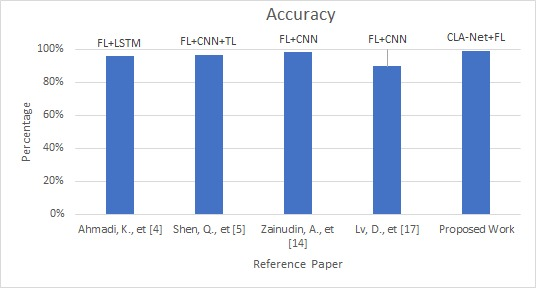 Accuracy
FL+LSTM
FL+CNN+TL
FL+CNN
FL+CNN
CLA-Net+FL
100%
80%
60%
40%
20%
0%
Percentage
Ahmadi, K., et [4]
Shen, Q., et [5]
Zainudin, A., et
[14]
Lv, D., et [17]
Proposed Work
Reference Paper